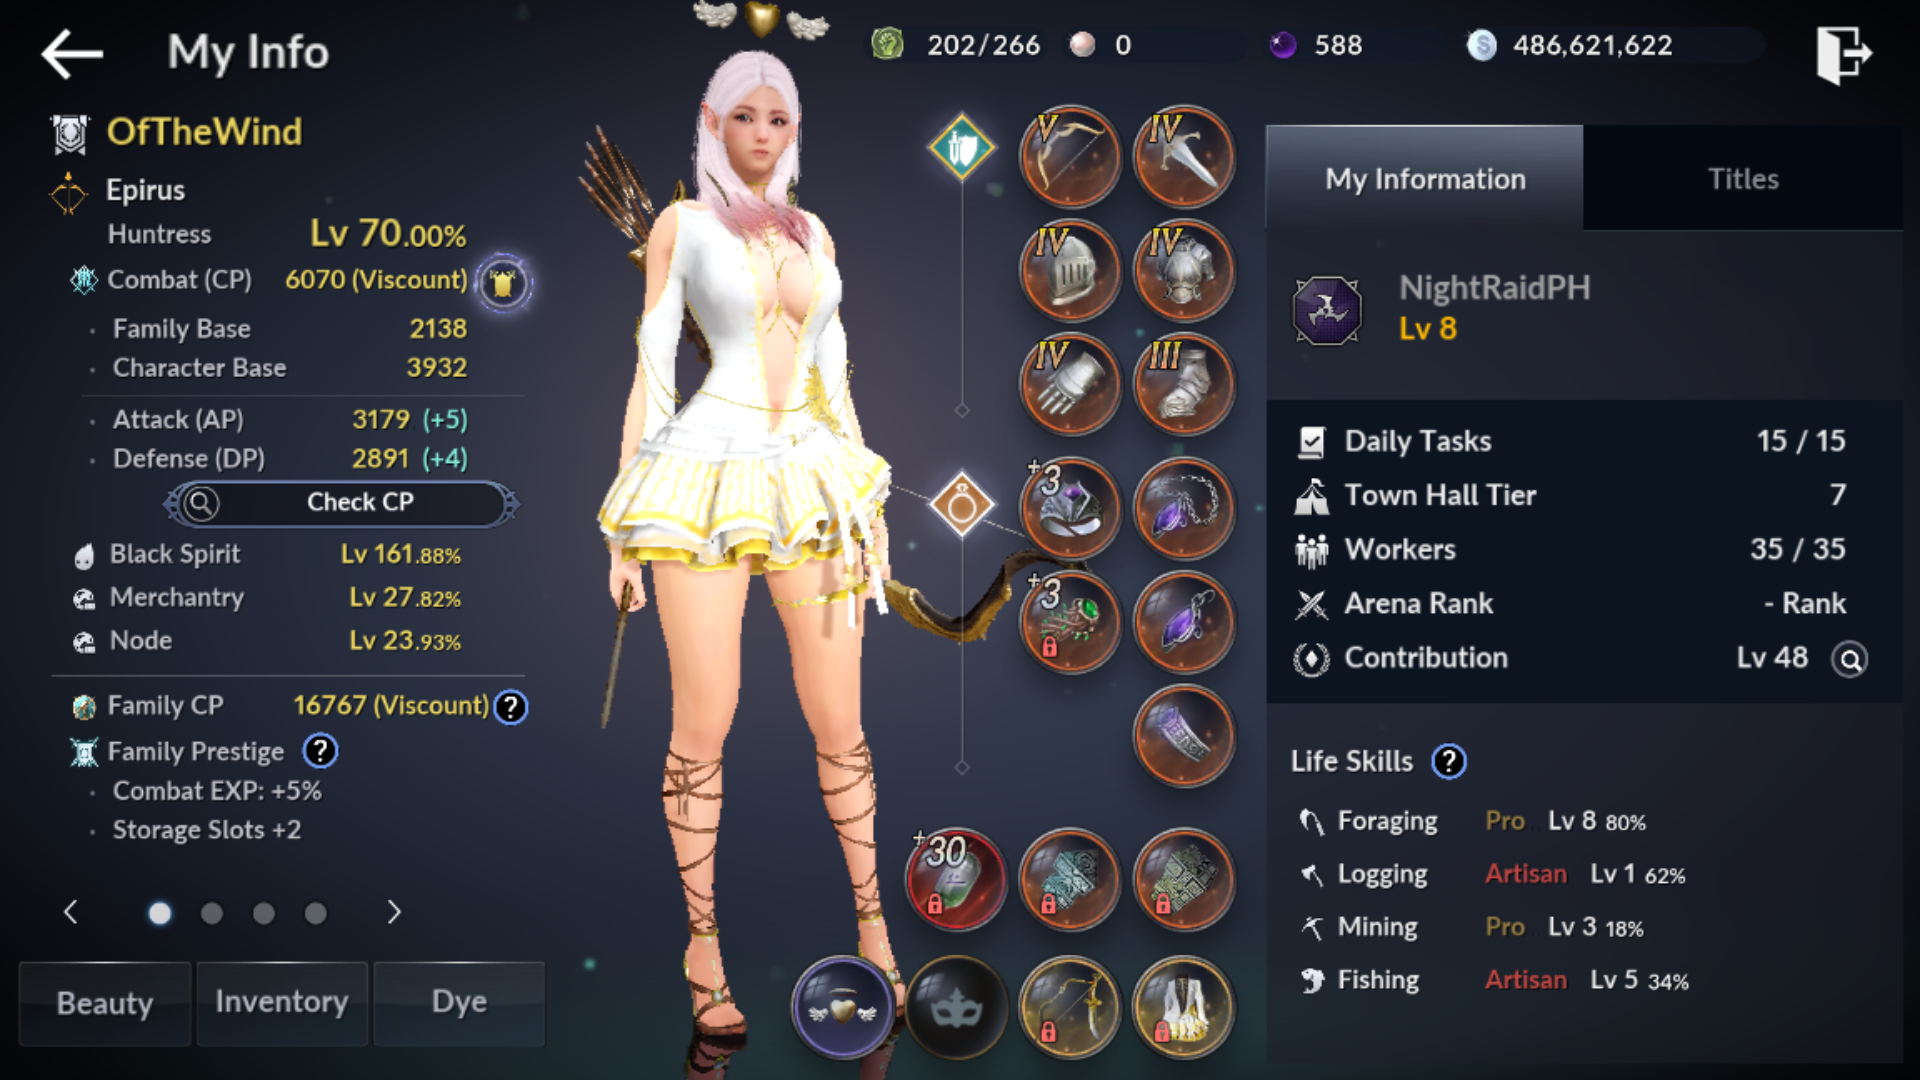 My Info
202/266
0
588
486,621,622
OfTheWind
Epirus
Huntress
Lv 70.00%
Combat (CP)
6070 (Viscount)
Family Base
2138
Character Base
3932
Attack (AP)
3179 (+5)
Defense (DP)
2891 (+4)
Check CP
Black Spirit
Lv 161.88%
Merchantry
Lv 27.82%
Node
Lv 23.93%
Family CP
16767 (Viscount) ?
Family Prestige ?
Combat EXP: +5%
Storage Slots +2
Beauty
Inventory
Dye
V
IV
IV
IV
IV
III
+3
+3
+30
My Information
Titles
NightRaidPH
Lv 8
Daily Tasks
15 / 15
Town Hall Tier
7
Workers
35 / 35
Arena Rank
- Rank
Contribution
Lv 48
Life Skills ?
Foraging Pro Lv 8 80%
Logging Artisan Lv 1 62%
Mining Pro Lv 3 18%
Fishing Artisan Lv 5 34%